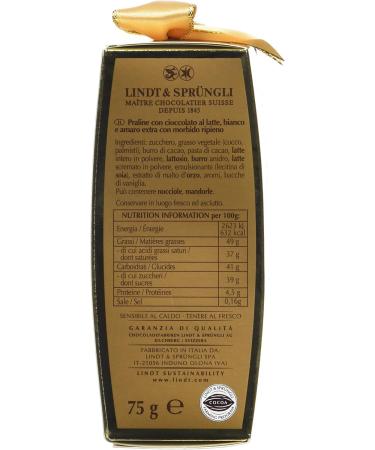 LINDT & SPRÜNGLI
MAÎTRE CHOCOLATIER SUISSE
DEPUIS 1845
Praline con cioccolato al latte, bianco
e amaro extra con morbido ripieno
Ingredienti: zucchero, grasso vegetale (cocco,
palmisti), burro di cacao, pasta di cacao, latte
intero in polvere, lattosio, burro anidro, latte
scremato in polvere, emulsionante (lecitina di
soia), estratto di malto d'orzo, aromi, bucce
di vaniglia.
Può contenere nocciole, mandorle.
Conservare in luogo fresco ed asciutto.
NUTRITION INFORMATION per 100g:
Energia / Énergie 2623 kJ
632 kcal
Grassi / Matières grasses 49 g
- di cui acidi grassi saturi / 37 g
dont saturées
Carboidrati / Glucides 41 g
- di cui zuccheri / 39 g
dont sucres
Proteine / Protéines 4,5 g
Sale / Sel 0,16g
SENSIBILE AL CALDO - TENERE AL FRESCO
GARANZIA DI QUALITÀ
CHOCOLADEFABRIKEN LINDT & SPRÜNGLI AG
KILCHBERG / SVIZZERA
FABBRICATO IN ITALIA DA:
LINDT & SPRÜNGLI SPA
IT-21056 INDUNO OLONA (VA)
LINDT SUSTAINABILITY
www.lindt.com
75 g e
LINDT & SPRÜNGLI
COCOA
FARMING PROGRAM